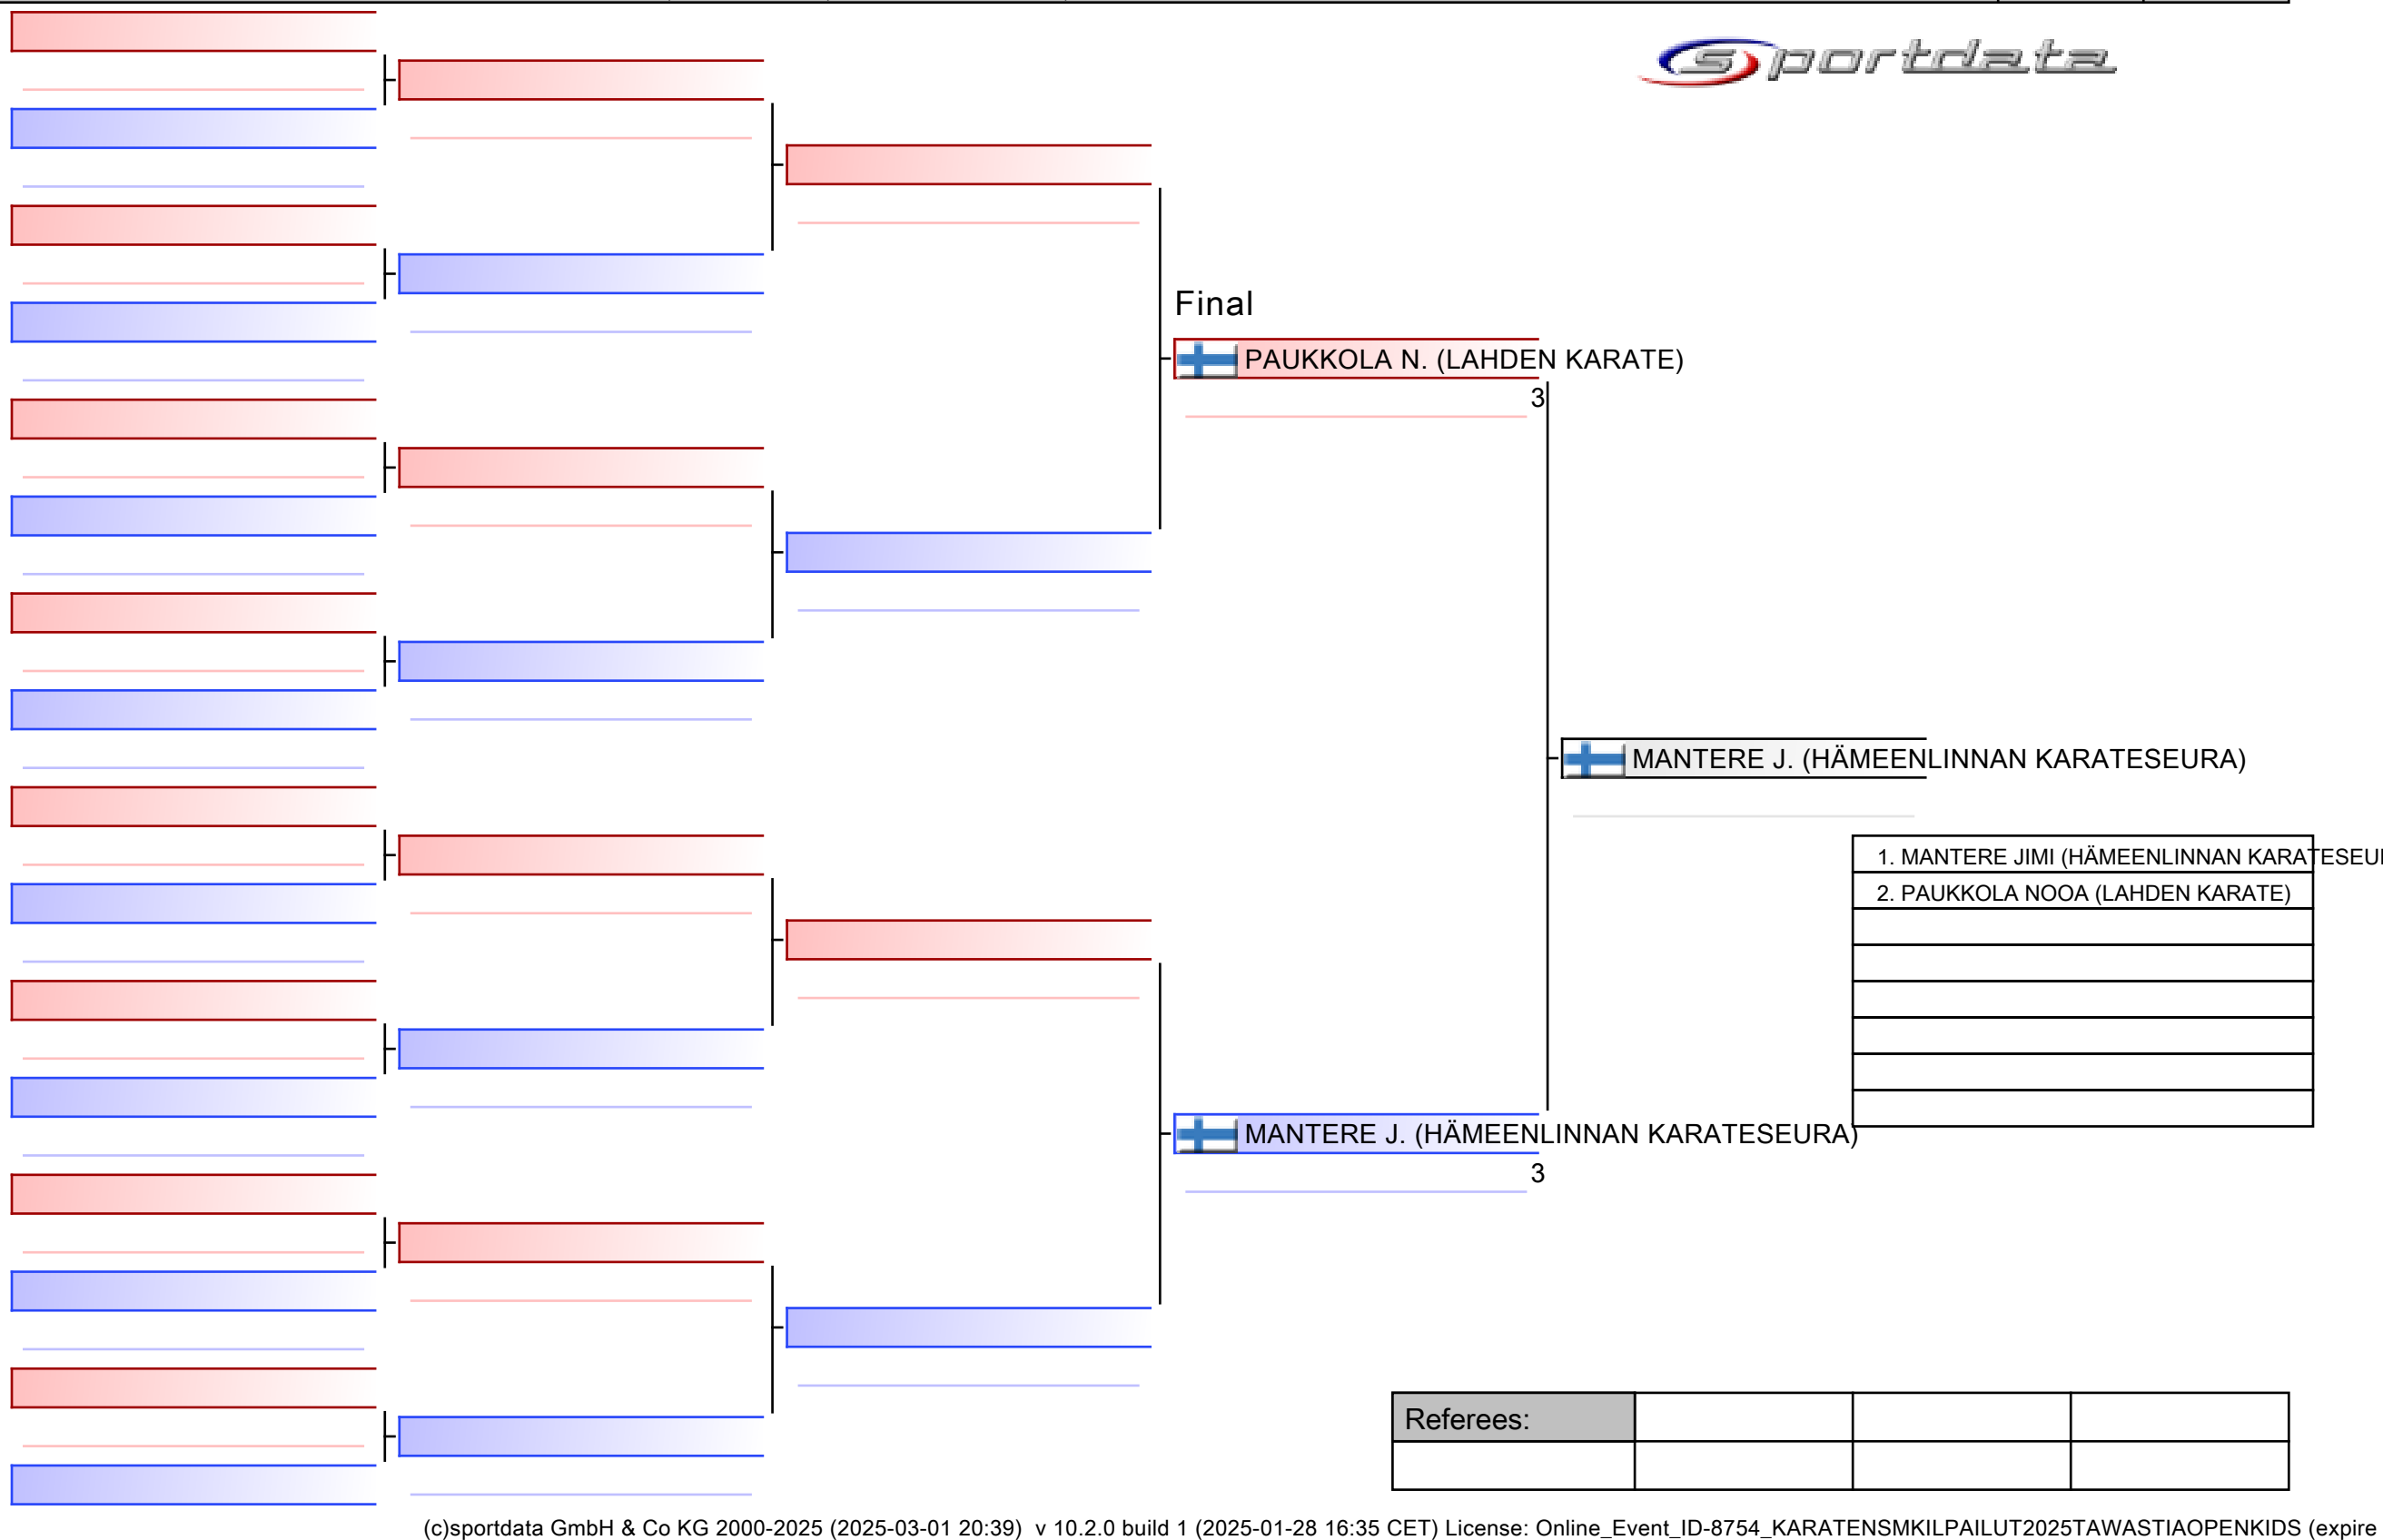 sportdata
Final
PAUKKOLA N. (LAHDEN KARATE)
3
MANTERE J. (HÄMEENLINNAN KARATESEURA)
1. MANTERE JIMI (HÄMEENLINNAN KARATESEU
2. PAUKKOLA NOOA (LAHDEN KARATE)
MANTERE J. (HÄMEENLINNAN KARATESEURA)
3
Referees:
(c)sportdata GmbH & Co KG 2000-2025 (2025-03-01 20:39) v 10.2.0 build 1 (2025-01-28 16:35 CET) License: Online_Event_ID-8754_KARATENSMKILPAILUT2025TAWASTIAOPENKIDS (expire